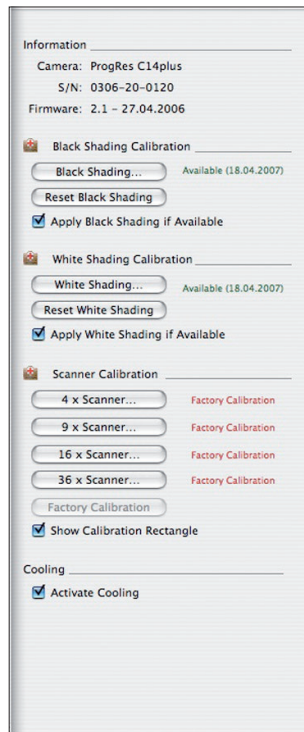 Information
Camera: ProgRes C14plus
S/N: 0306-20-0120
Firmware: 2.1 – 27.04.2006
Black Shading Calibration
Black Shading... Available (18.04.2007)
Reset Black Shading
Apply Black Shading if Available
White Shading Calibration
White Shading... Available (18.04.2007)
Reset White Shading
Apply White Shading if Available
Scanner Calibration
4 x Scanner... Factory Calibration
9 x Scanner... Factory Calibration
16 x Scanner... Factory Calibration
36 x Scanner... Factory Calibration
Factory Calibration
Show Calibration Rectangle
Cooling
Activate Cooling